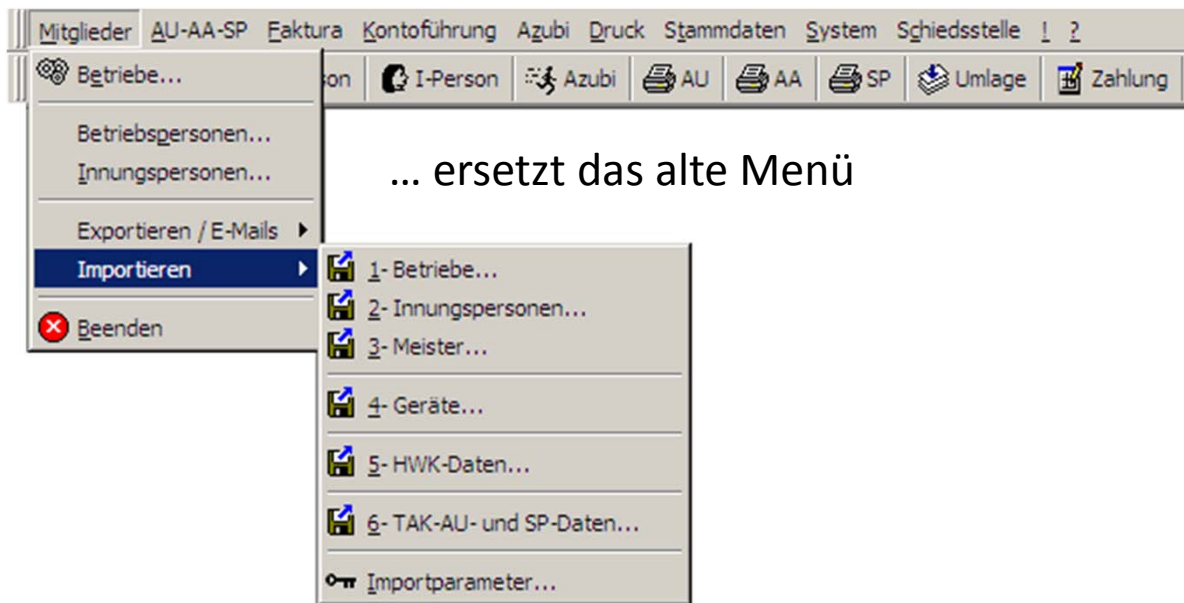 Mitglieder AU-AA-SP Faktura Kontoführung Azubi Druck Stammdaten System Schiedsstelle ! ?
Betriebe... son I-Person Azubi AU AA SP Umlage Zahlung
Betriebspersonen...
Innungspersonen...
... ersetzt das alte Menü
Exportieren / E-Mails
Importieren
Beenden
1- Betriebe...
2- Innungspersonen...
3- Meister...
4- Geräte...
5- HWK-Daten...
6- TAK-AU- und SP-Daten...
Importparameter...